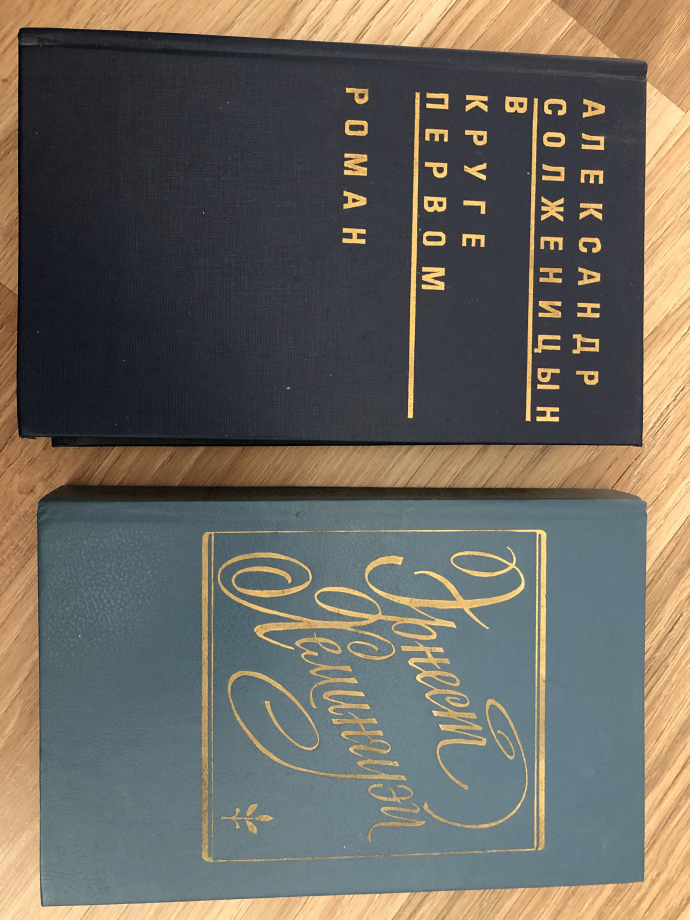 АЛЕКСАНДР
СОЛЖЕНИЦЫН
В
КРУГЕ
ПЕРВОМ
РОМАН
Эрнест
Хемингуэй